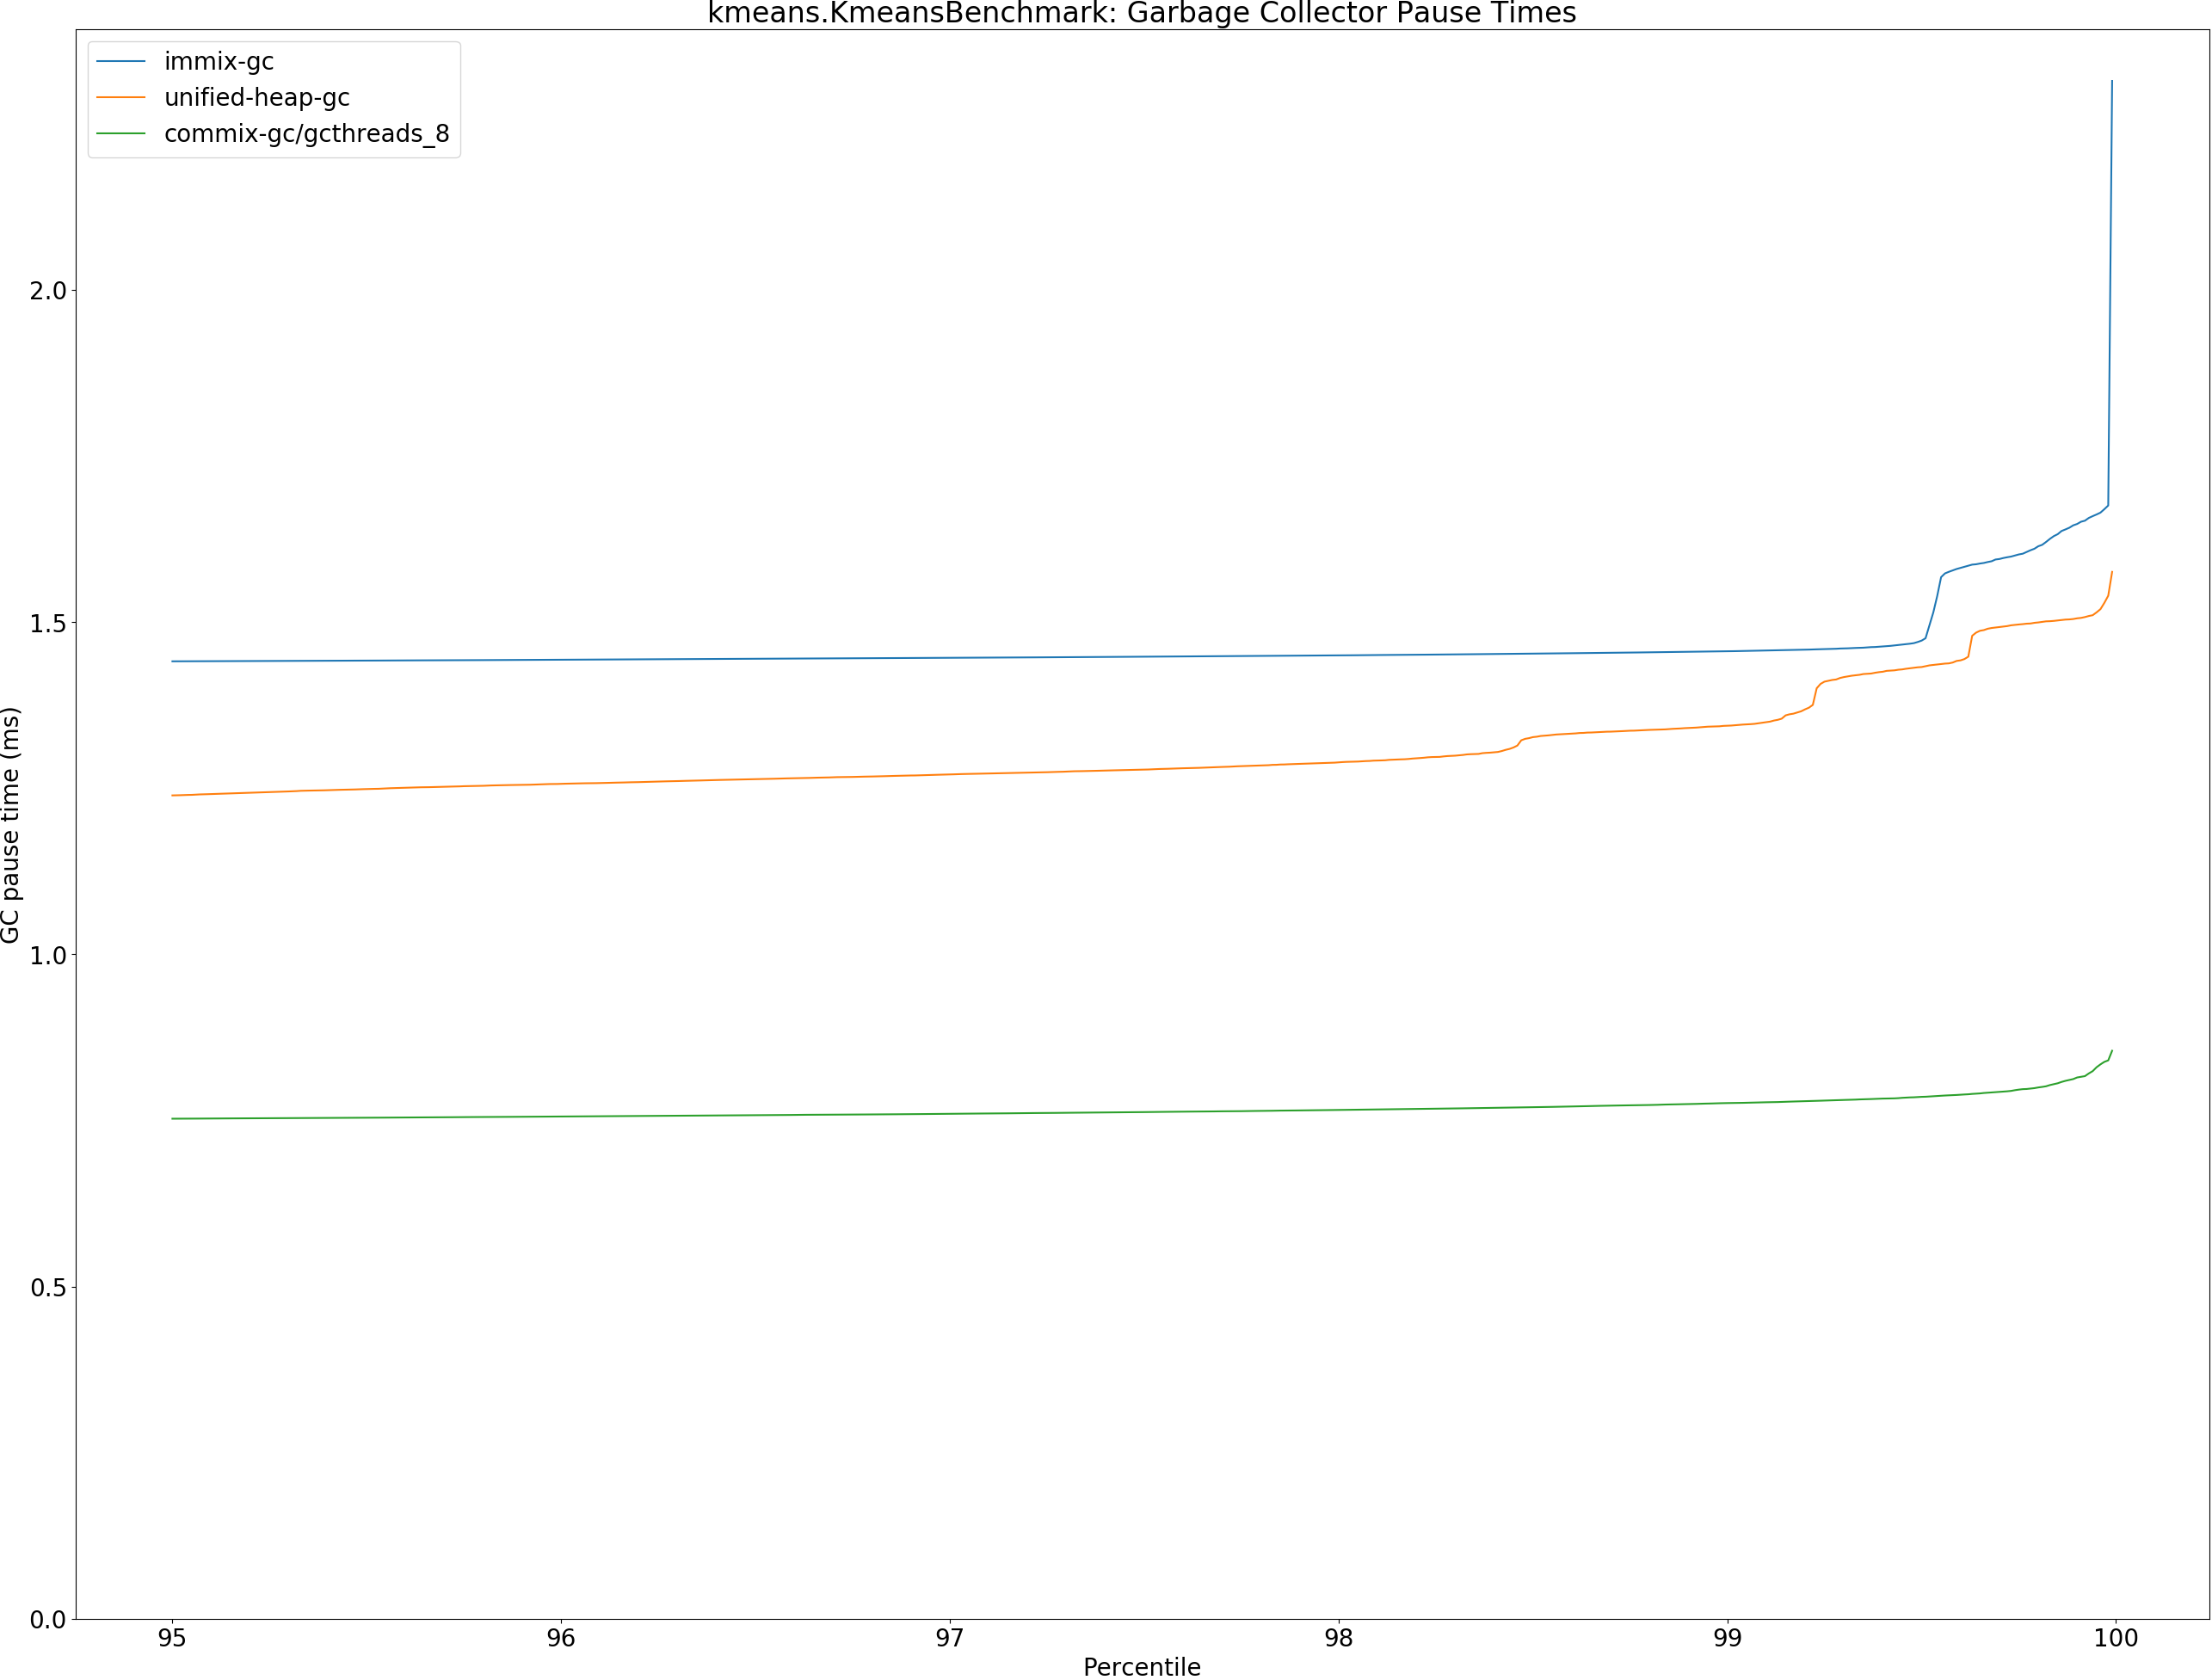 kmeans.KmeansBenchmark: Garbage Collector Pause Times
immix-gc
unified-heap-gc
commix-gc/gcthreads_8
GC pause time (ms)
2.0
1.5
1.0
0.5
0.0
95 96 97 98 99 100
Percentile